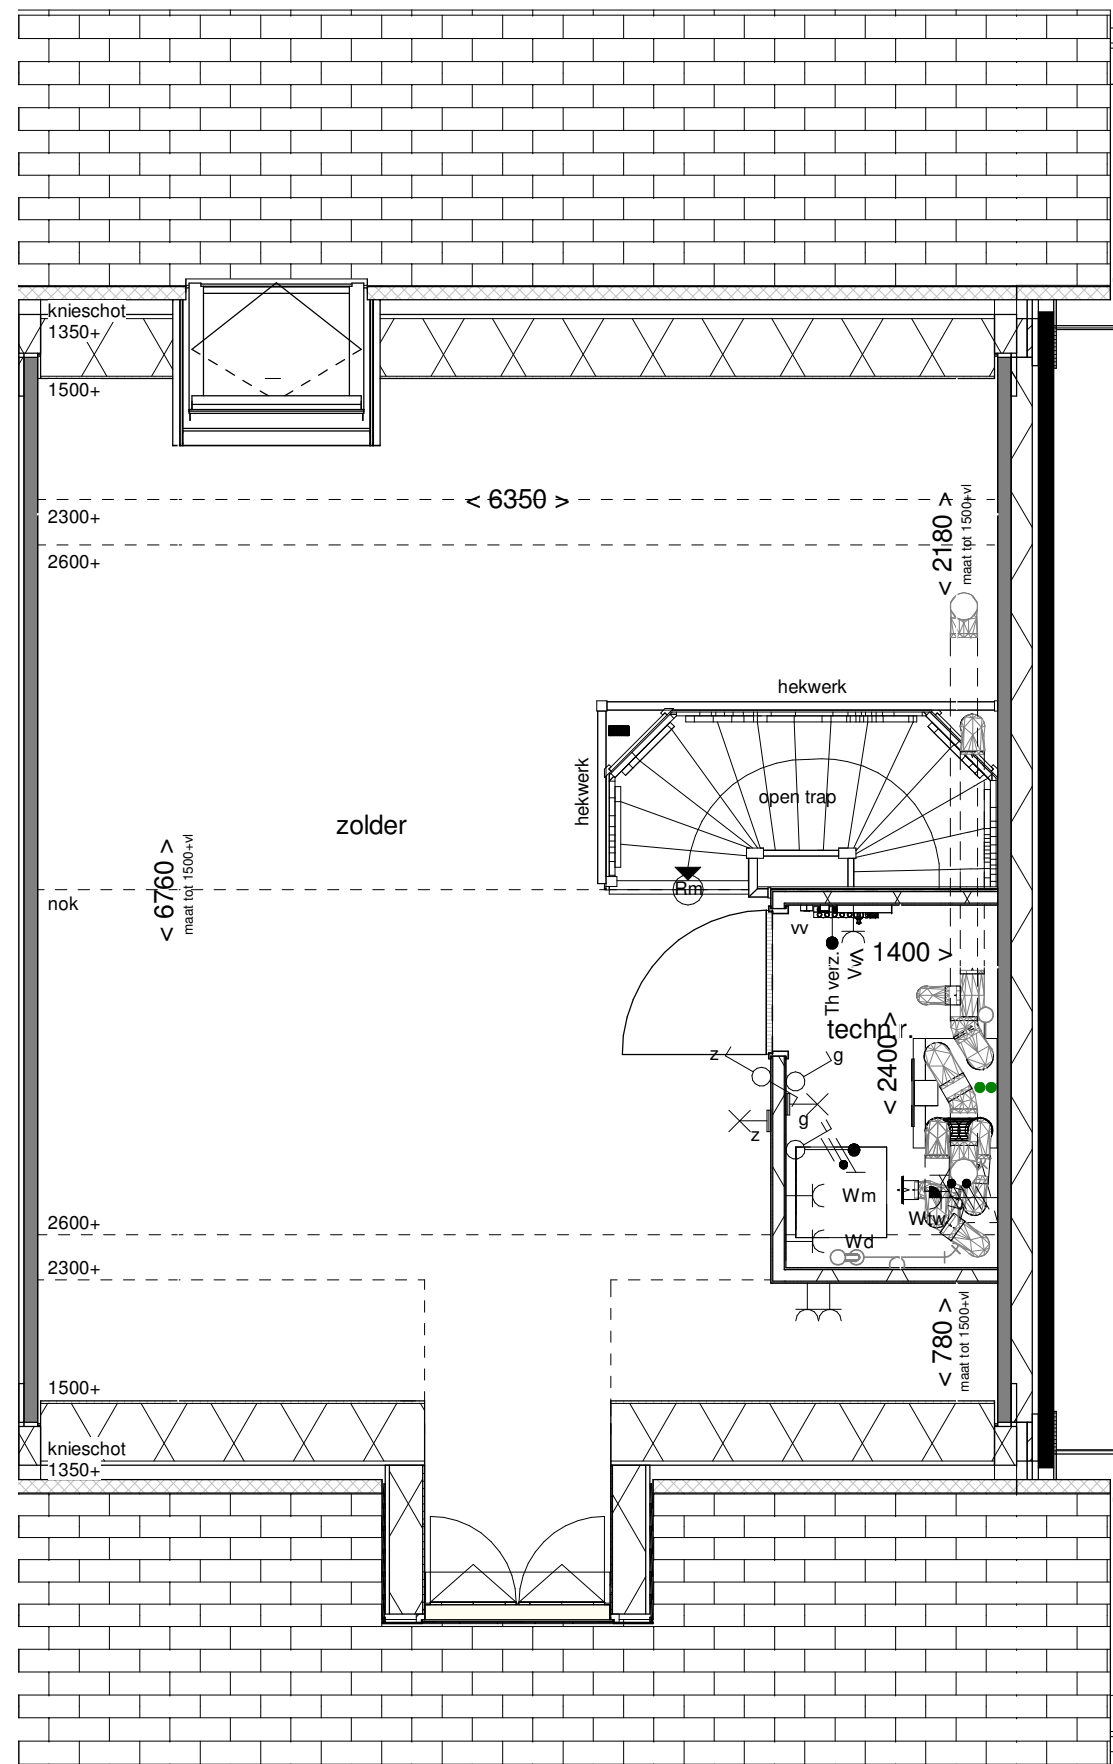 knieschot
1350+
1500+
< 6350 >
2300+
2600+
< 2180 >
maat tot 1500+vl
hekwerk
hekwerk
open trap
zolder
Rm
nok
< 6760 >
maat tot 1500+vl
vv
Th verz.
Vv
< 1400 >
techn.r.
< 2400 >
z
g
g
z
Wm
Wtw
Wd
2600+
2300+
< 780 >
maat tot 1500+vl
1500+
knieschot
1350+